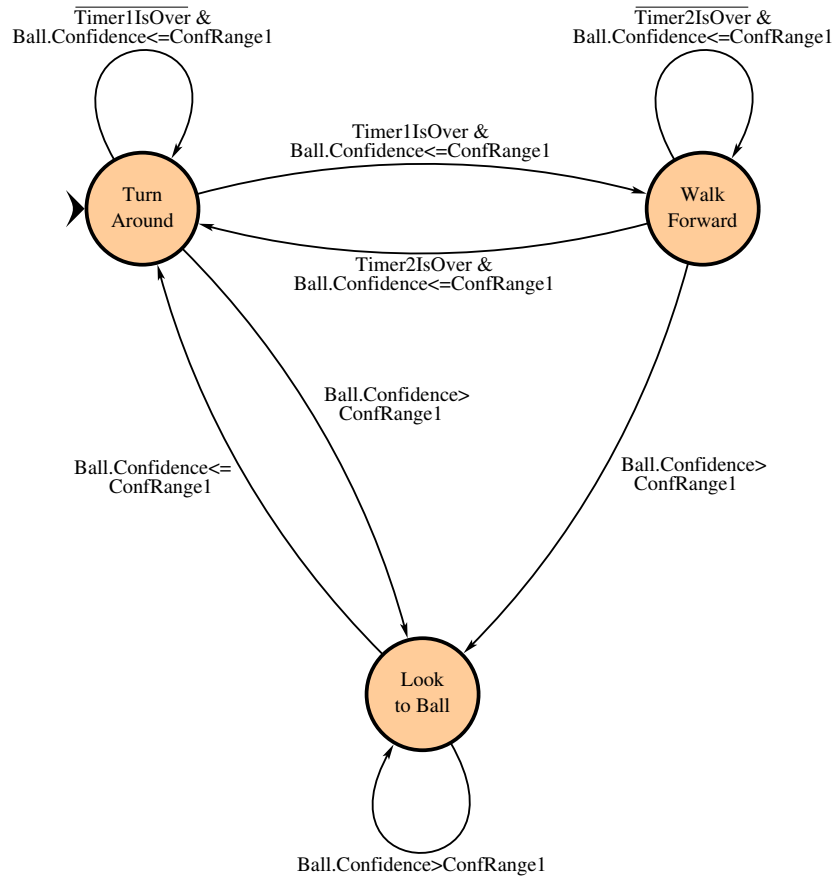 Timer1IsOver &
Ball.Confidence<=ConfRange1
Timer2IsOver &
Ball.Confidence<=ConfRange1
Timer1IsOver &
Ball.Confidence<=ConfRange1
Turn
Around
Walk
Forward
Timer2IsOver &
Ball.Confidence<=ConfRange1
Ball.Confidence>
ConfRange1
Ball.Confidence<=
ConfRange1
Ball.Confidence>
ConfRange1
Look
to Ball
Ball.Confidence>ConfRange1